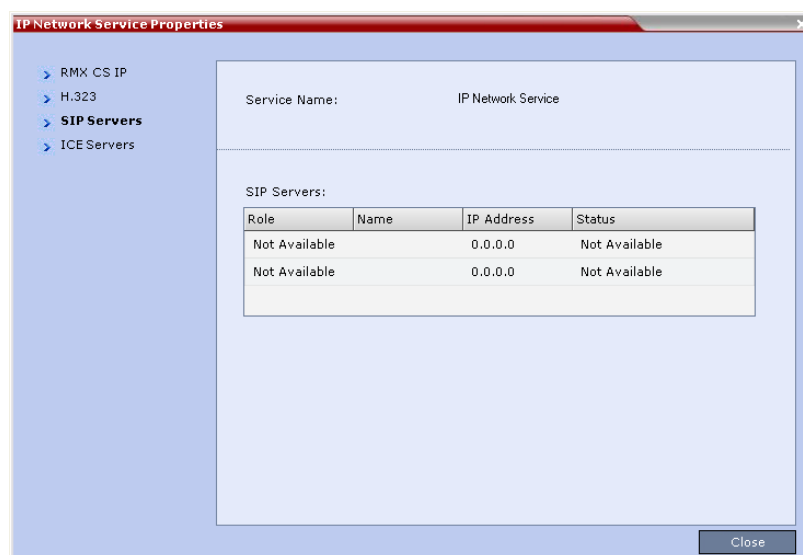 IP Network Service Properties
RMX CS IP
H.323
SIP Servers
ICE Servers
Service Name: IP Network Service
SIP Servers:
Role Name IP Address Status
Not Available 0.0.0.0 Not Available
Not Available 0.0.0.0 Not Available
Close